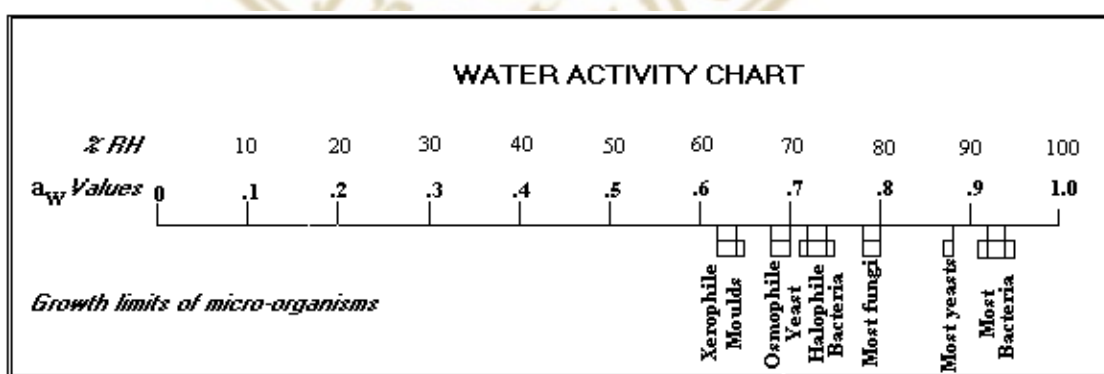 WATER ACTIVITY CHART
% RH 10 20 30 40 50 60 70 80 90 100
aw Values 0 .1 .2 .3 .4 .5 .6 .7 .8 .9 1.0
Growth limits of micro-organisms
Xerophile
Moulds
Osmophile
Yeast
Halophile
Bacteria
Most fungi
Most yeasts
Most
Bacteria